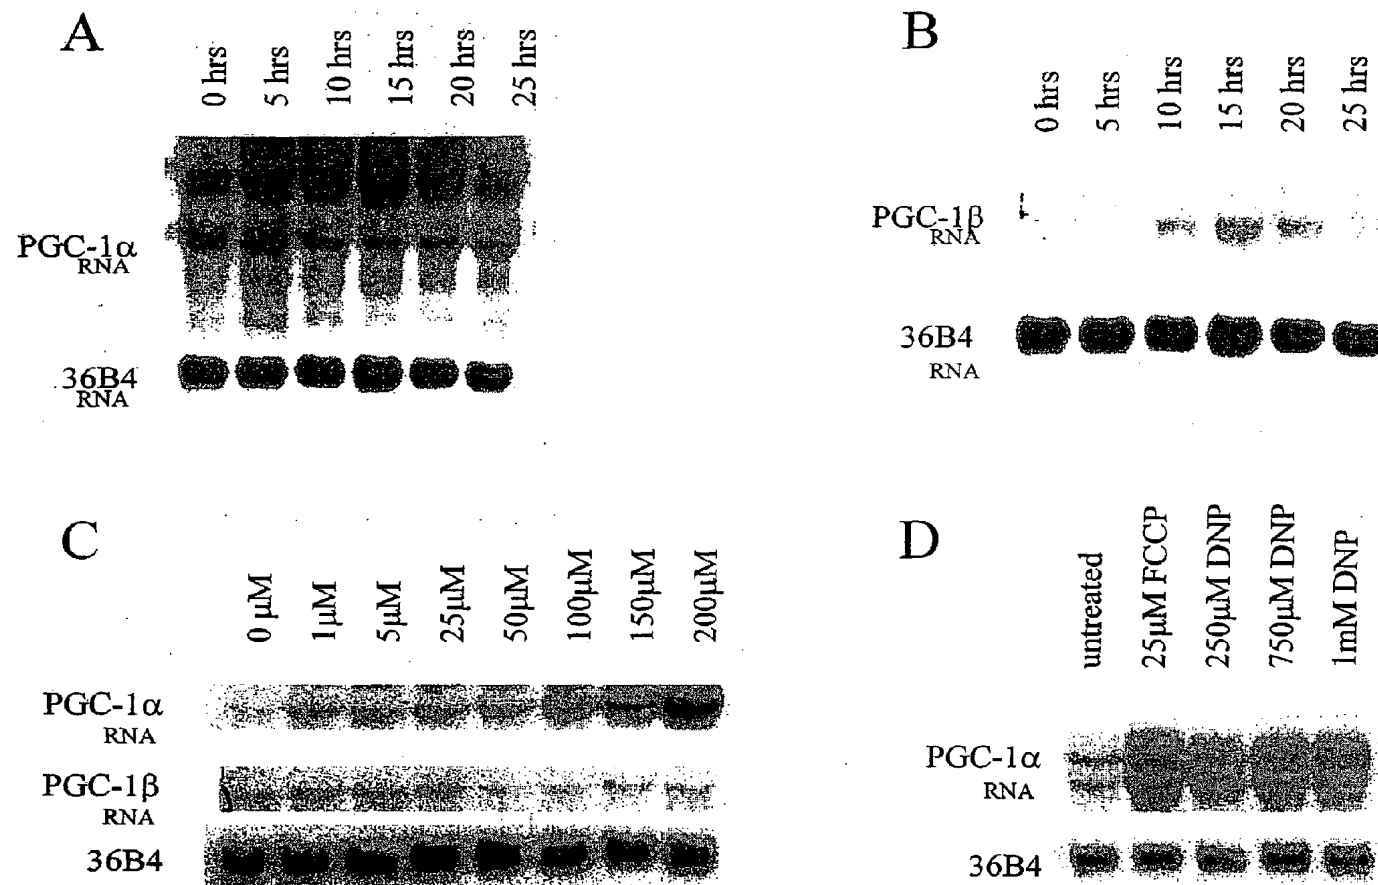 A
0 hrs
5 hrs
10 hrs
15 hrs
20 hrs
25 hrs
PGC-1α
RNA
36B4
RNA
B
0 hrs
5 hrs
10 hrs
15 hrs
20 hrs
25 hrs
PGC-1β
RNA
36B4
RNA
C
0 μM
1μM
5μM
25μM
50μM
100μM
150μM
200μM
PGC-1α
RNA
PGC-1β
RNA
36B4
D
untreated
25μM FCCP
250μM DNP
750μM DNP
1mM DNP
PGC-1α
RNA
36B4